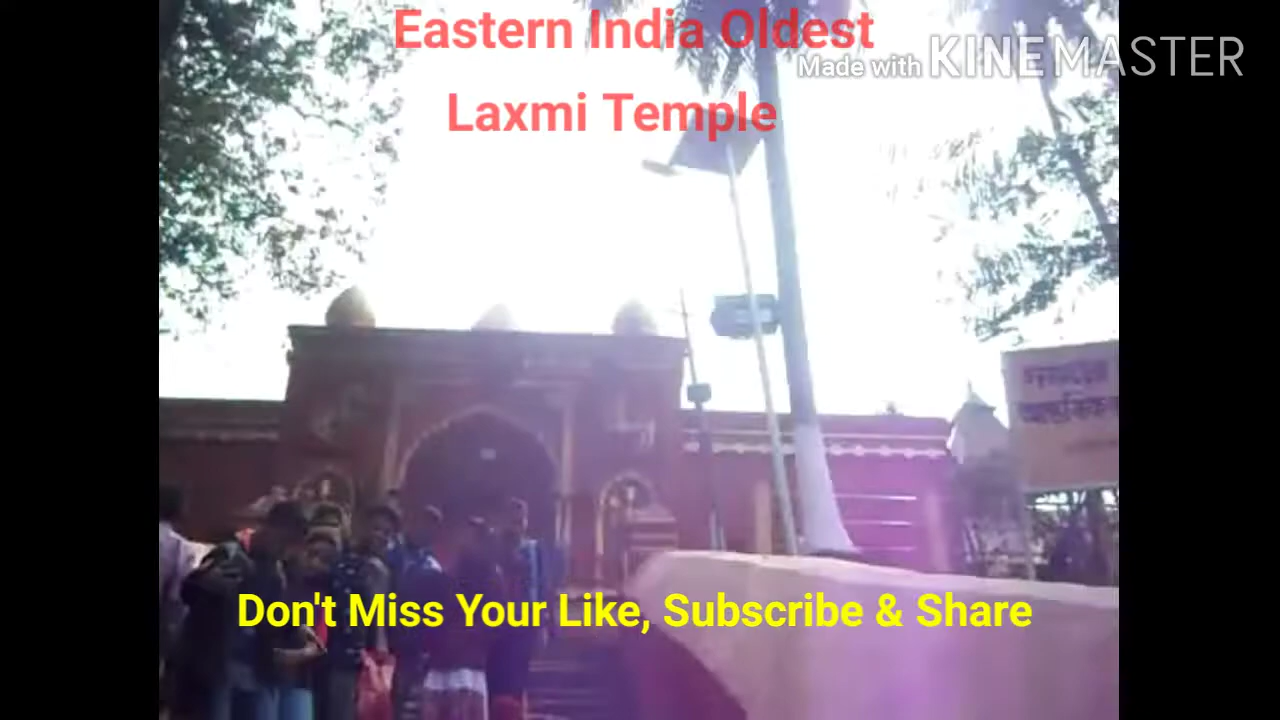 Eastern India Oldest
Made with KINEMASTER
Laxmi Temple
Don't Miss Your Like, Subscribe & Share